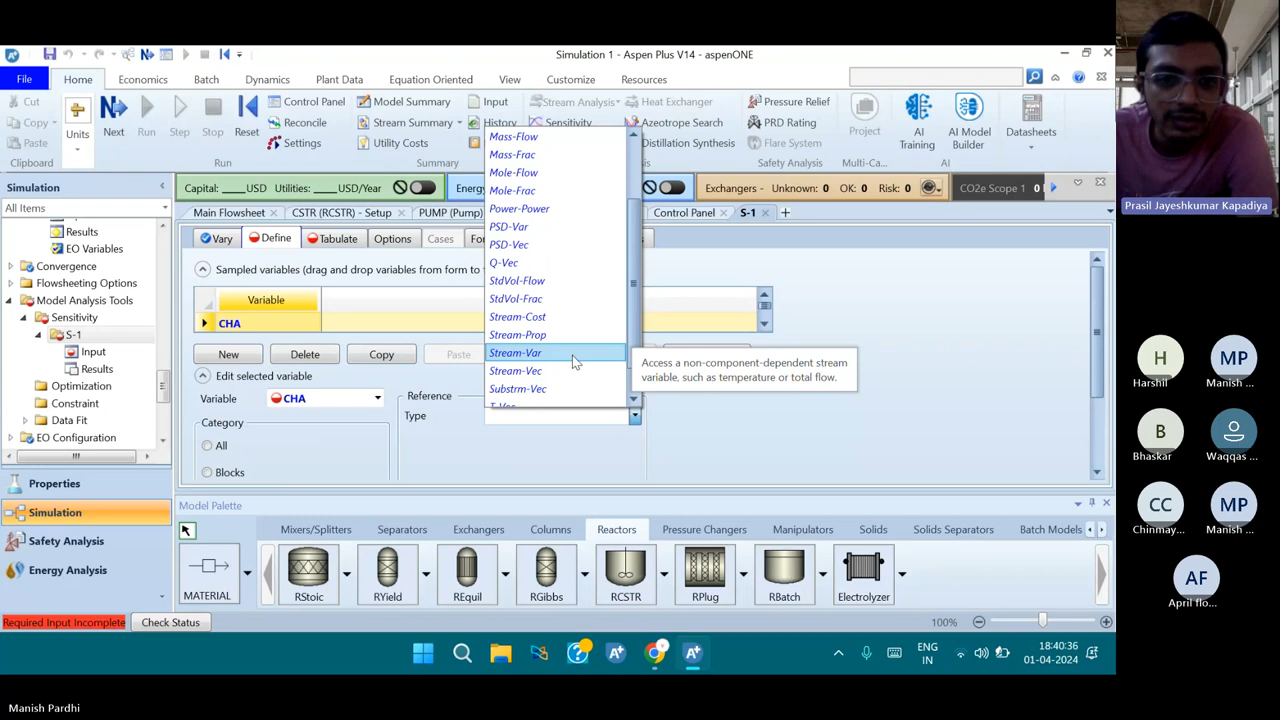 Simulation 1 - Aspen Plus V14 - aspenONE
File Home Economics Batch Dynamics Plant Data Equation Oriented View Customize Resources
Cut Copy Paste Clipboard
Units
Next Run Step Stop Reset
Run
Control Panel Reconcile Settings
Model Summary Stream Summary Utility Costs
Summary
Input History
Stream Analysis Sensitivity
Heat Exchanger Azeotrope Search Distillation Synthesis
Pressure Relief PRD Rating Flare System
Safety Analysis
Project
Multi-Ca...
AI Training AI Model Builder
AI
Datasheets
Simulation
Capital: ____USD Utilities: ____USD/Year Energ Exchangers - Unknown: 0 OK: 0 Risk: 0 CO2e Scope 1 0
All Items
Main Flowsheet CSTR (RCSTR) - Setup PUMP (Pump) Control Panel S-1
Results
EO Variables
Convergence
Flowsheeting Options
Model Analysis Tools
Sensitivity
S-1
Input
Results
Optimization
Constraint
Data Fit
EO Configuration
Properties
Simulation
Safety Analysis
Energy Analysis
Vary Define Tabulate Options Cases For s
Sampled variables (drag and drop variables from form to
Variable
CHA
New Delete Copy Paste
Edit selected variable
Variable CHA
Category
All
Blocks
Reference
Type
Mass-Flow
Mass-Frac
Mole-Flow
Mole-Frac
Power-Power
PSD-Var
PSD-Vec
Q-Vec
StdVol-Flow
StdVol-Frac
Stream-Cost
Stream-Prop
Stream-Var
Stream-Vec
Substrm-Vec
T-Vec
Access a non-component-dependent stream
variable, such as temperature or total flow.
Model Palette
Mixers/Splitters Separators Exchangers Columns Reactors Pressure Changers Manipulators Solids Solids Separators Batch Models
MATERIAL RStoic RYield REquil RGibbs RCSTR RPlug RBatch Electrolyzer
Required Input Incomplete Check Status 100%
ENG
IN
18:40:36
01-04-2024
Prasil Jayeshkumar Kapadiya
H MP
Harshil Manish ...
B
Bhaskar Waqqas ...
CC MP
Chinmay... Manish ...
AF
April flo...
Manish Pardhi